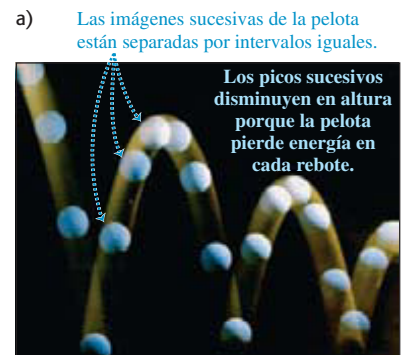 a)
Las imágenes sucesivas de la pelota
están separadas por intervalos iguales.
Los picos sucesivos
disminuyen en altura
porque la pelota
pierde energía en
cada rebote.